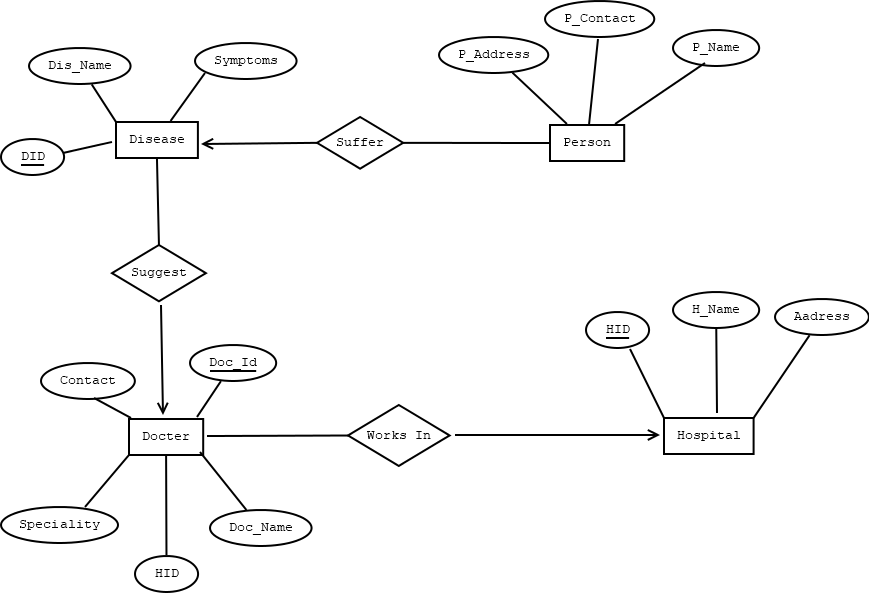 P_Contact
P_Address
P_Name
Dis_Name
Symptoms
DID
Disease
Suffer
Person
Suggest
HID
H_Name
Aadress
Contact
Doc_Id
Docter
Works In
Hospital
Speciality
Doc_Name
HID